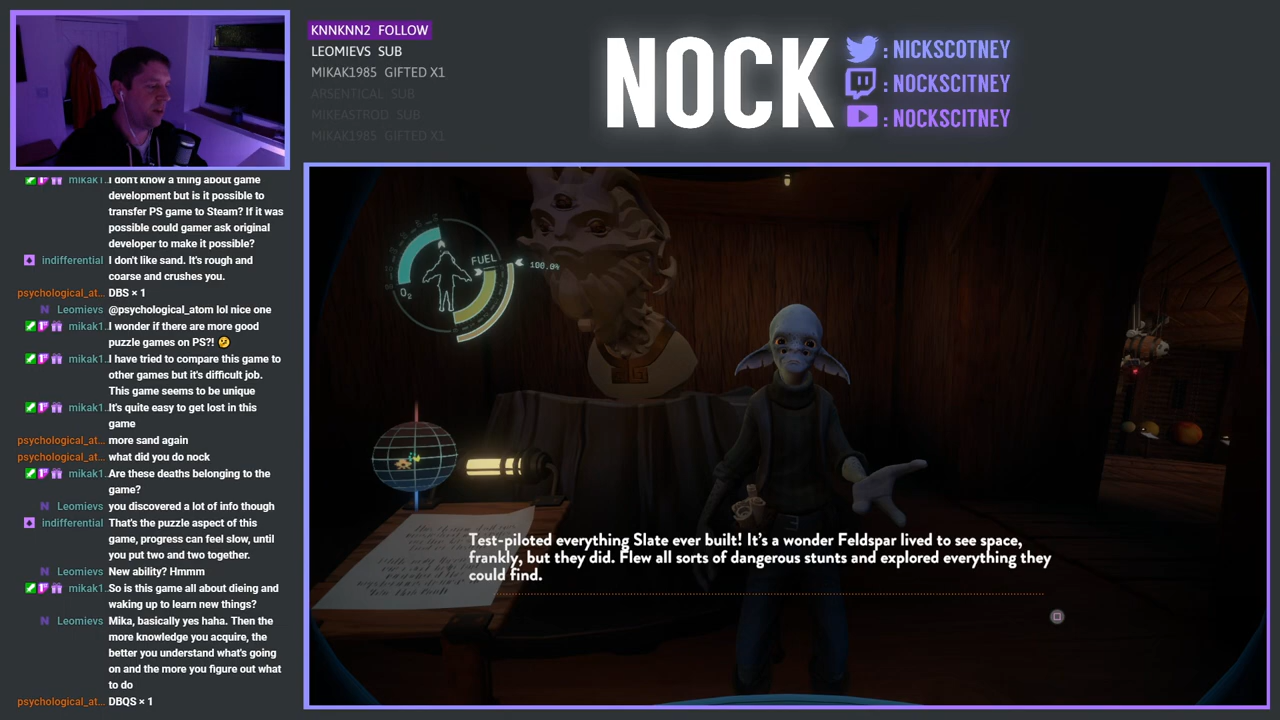 KNNKNN2 FOLLOW
LEOMIEVS SUB
MIKAK1985 GIFTED X1
ARSENTICAL SUB
MIKEASTROD SUB
MIKAK1985 GIFTED X1
NOCK
: NICKSCOTNEY
: NOCKSCITNEY
: NOCKSCITNEY
mikak1.. I don't know a thing about game
development but is it possible to
transfer PS game to Steam? If it was
possible could gamer ask original
developer to make it possible?
indifferential I don't like sand. It's rough and
coarse and crushes you.
psychological_at... DBS × 1
Leomievs @psychological_atom lol nice one
mikak1.. I wonder if there are more good
puzzle games on PS?! 🤔
mikak1.. I have tried to compare this game to
other games but it's difficult job.
This game seems to be unique
mikak1.. It's quite easy to get lost in this
game
psychological_at... more sand again
psychological_at... what did you do nock
mikak1.. Are these deaths belonging to the
game?
Leomievs you discovered a lot of info though
indifferential That's the puzzle aspect of this
game, progress can feel slow, until
you put two and two together.
Leomievs New ability? Hmmm
mikak1.. So is this game all about dieing and
waking up to learn new things?
Leomievs Mika, basically yes haha. Then the
more knowledge you acquire, the
better you understand what's going
on and the more you figure out what
to do
psychological_at... DBQS × 1
FUEL
100.0%
O₂
Test-piloted everything Slate ever built! It's a wonder Feldspar lived to see space,
frankly, but they did. Flew all sorts of dangerous stunts and explored everything they
could find.